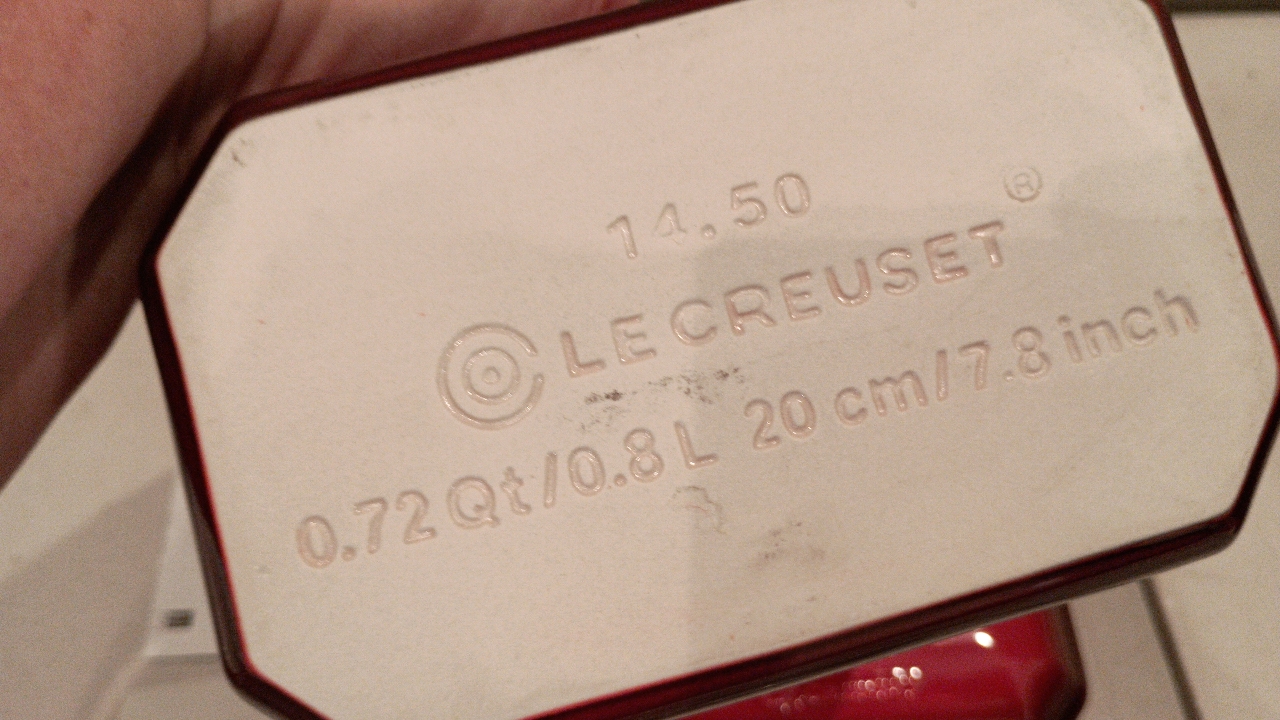 14.50
LE CREUSET ®
0.72 Qt/0.8 L 20 cm/7.8 inch